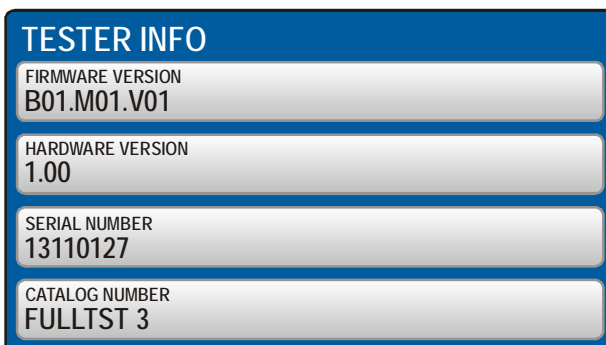 TESTER INFO
FIRMWARE VERSION
B01.M01.V01
HARDWARE VERSION
1.00
SERIAL NUMBER
13110127
CATALOG NUMBER
FULLTST 3